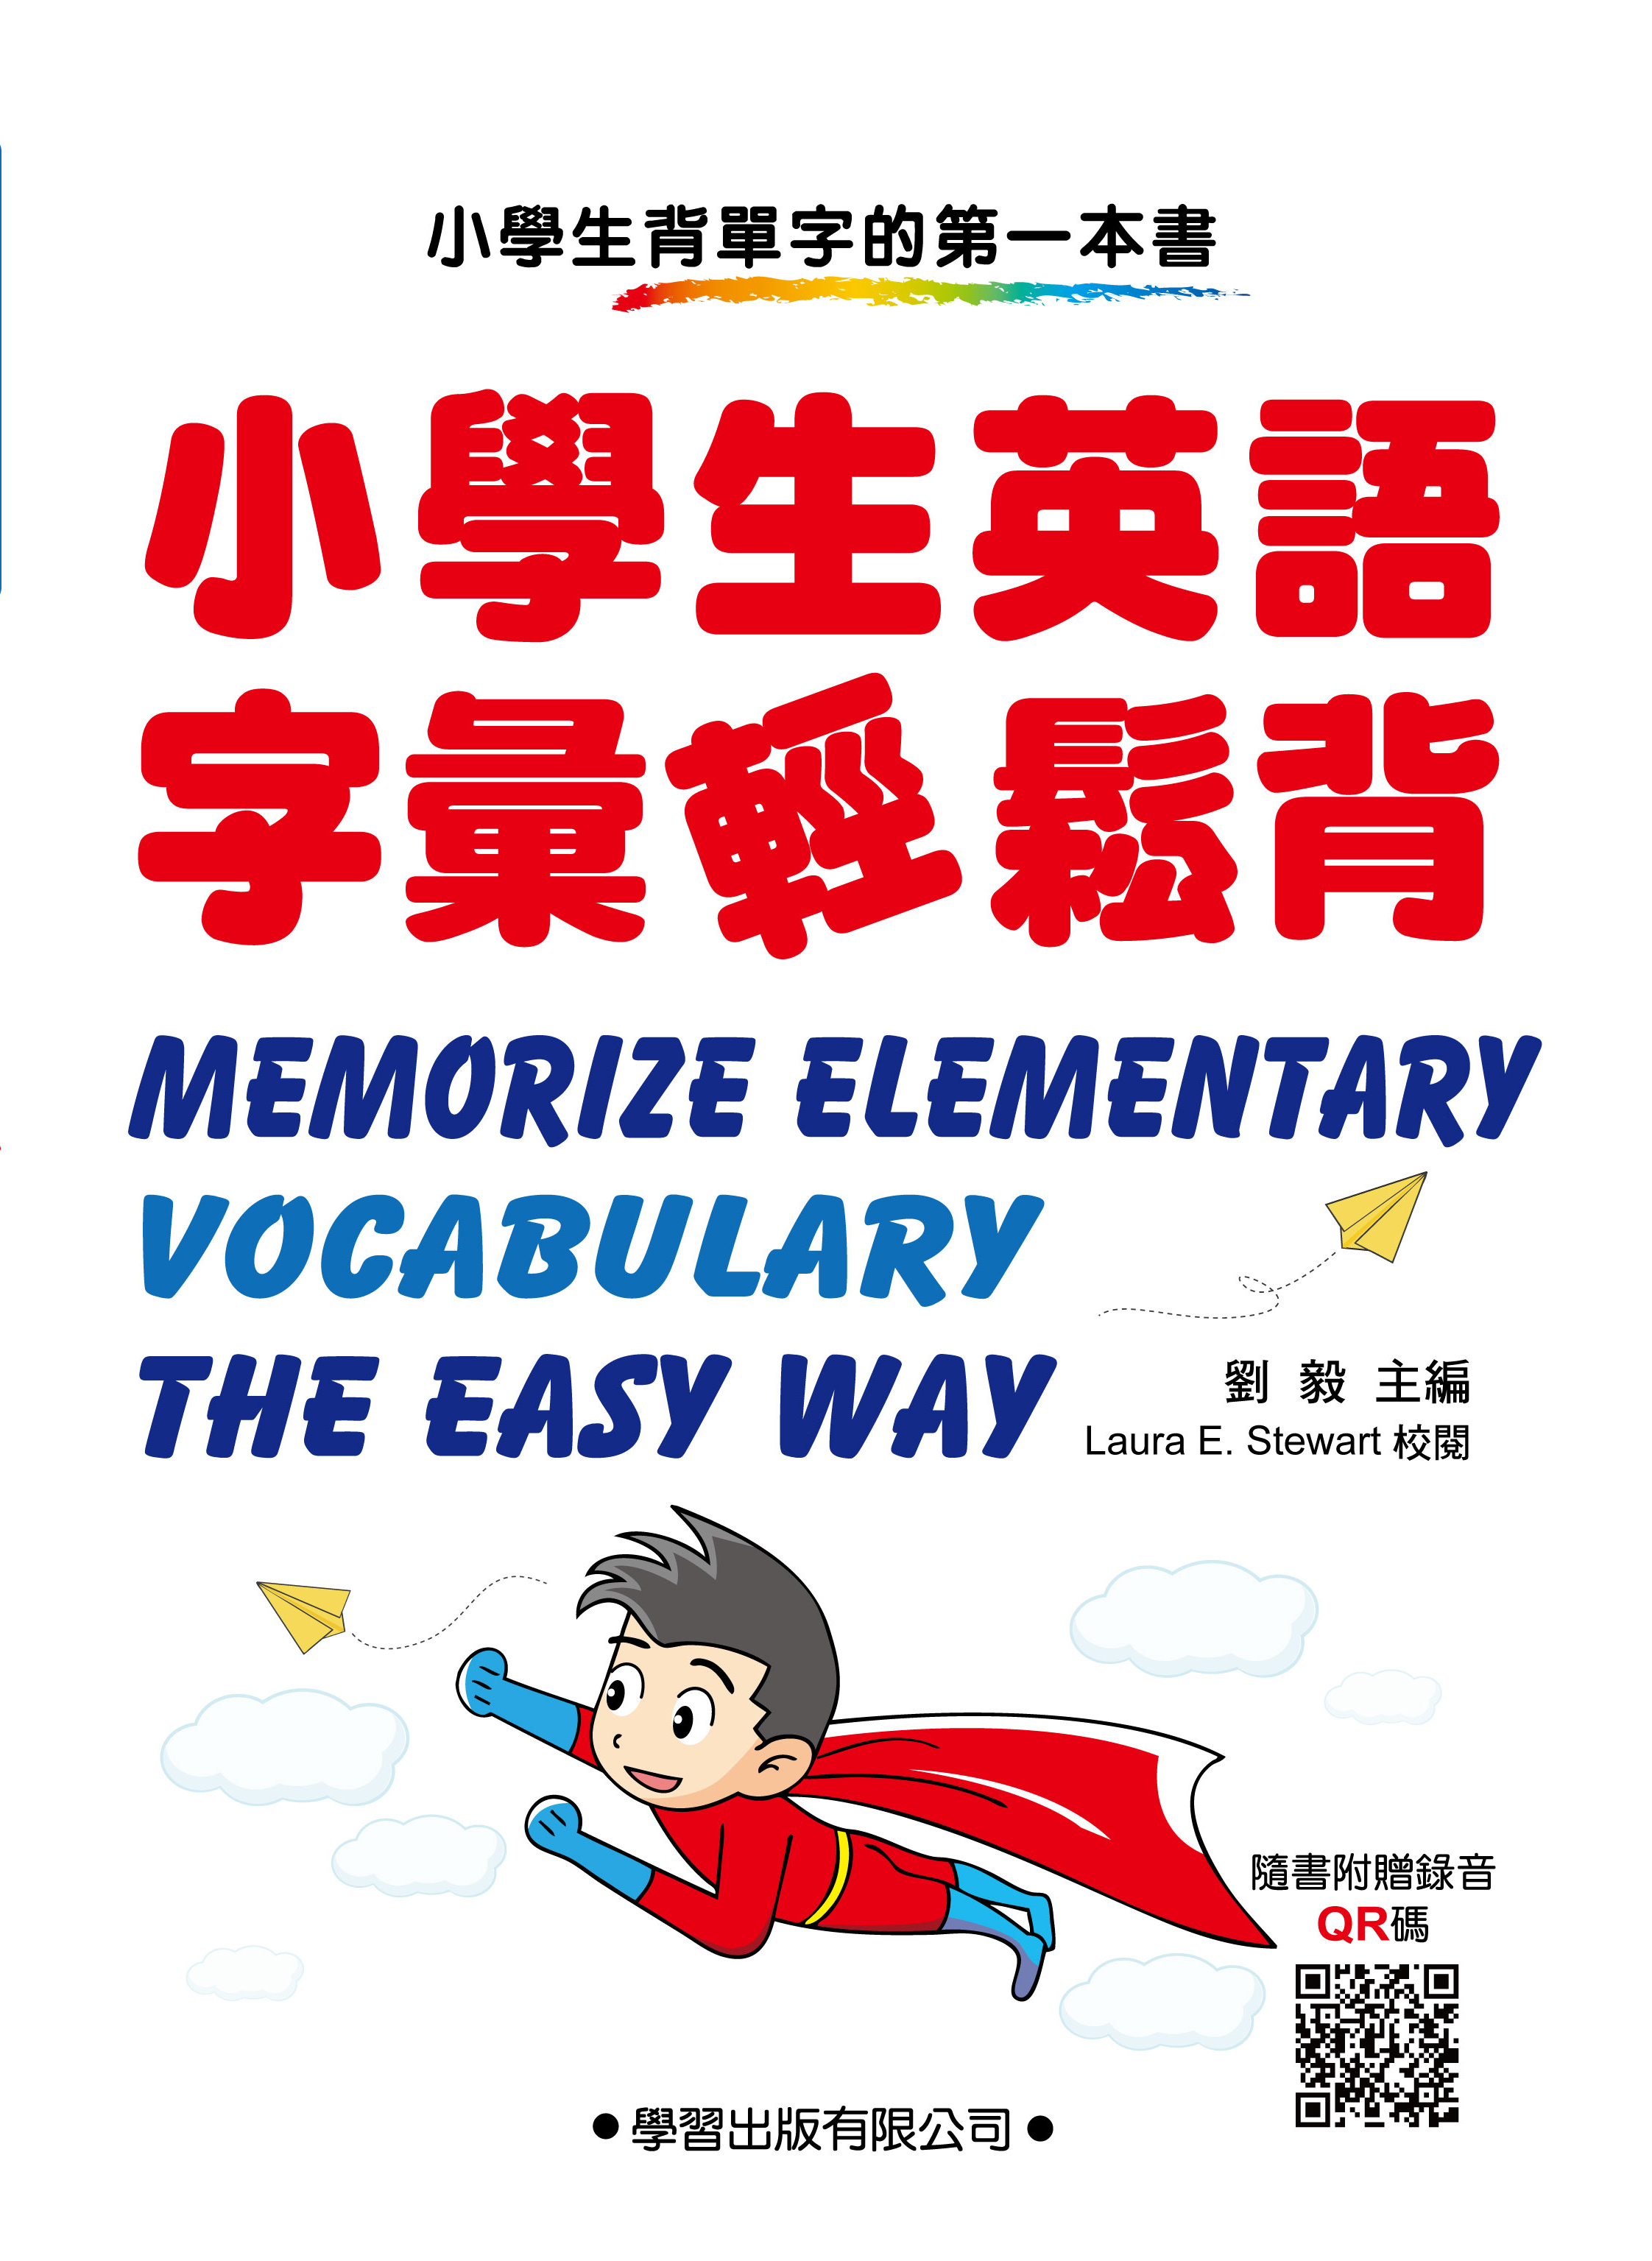 小學生背單字的第一本書
小學生英語
字彙輕鬆背
MEMORIZE ELEMENTARY
VOCABULARY
THE EASY WAY
劉 毅 主編
Laura E. Stewart 校閱
隨書附贈錄音
QR碼
● 學習出版有限公司 ●